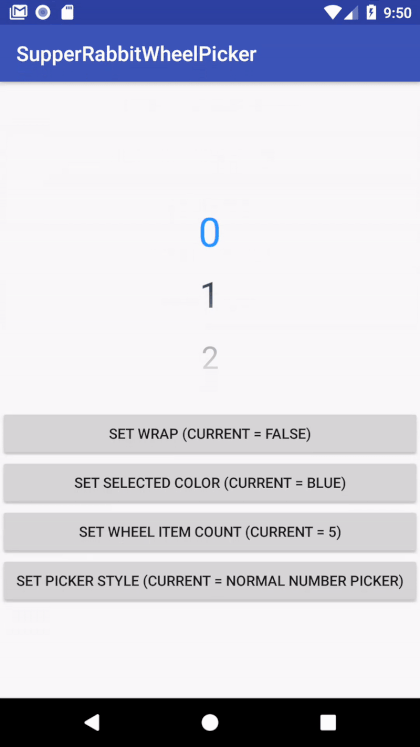 9:50
SupperRabbitWheelPicker
0
1
2
SET WRAP (CURRENT = FALSE)
SET SELECTED COLOR (CURRENT = BLUE)
SET WHEEL ITEM COUNT (CURRENT = 5)
SET PICKER STYLE (CURRENT = NORMAL NUMBER PICKER)